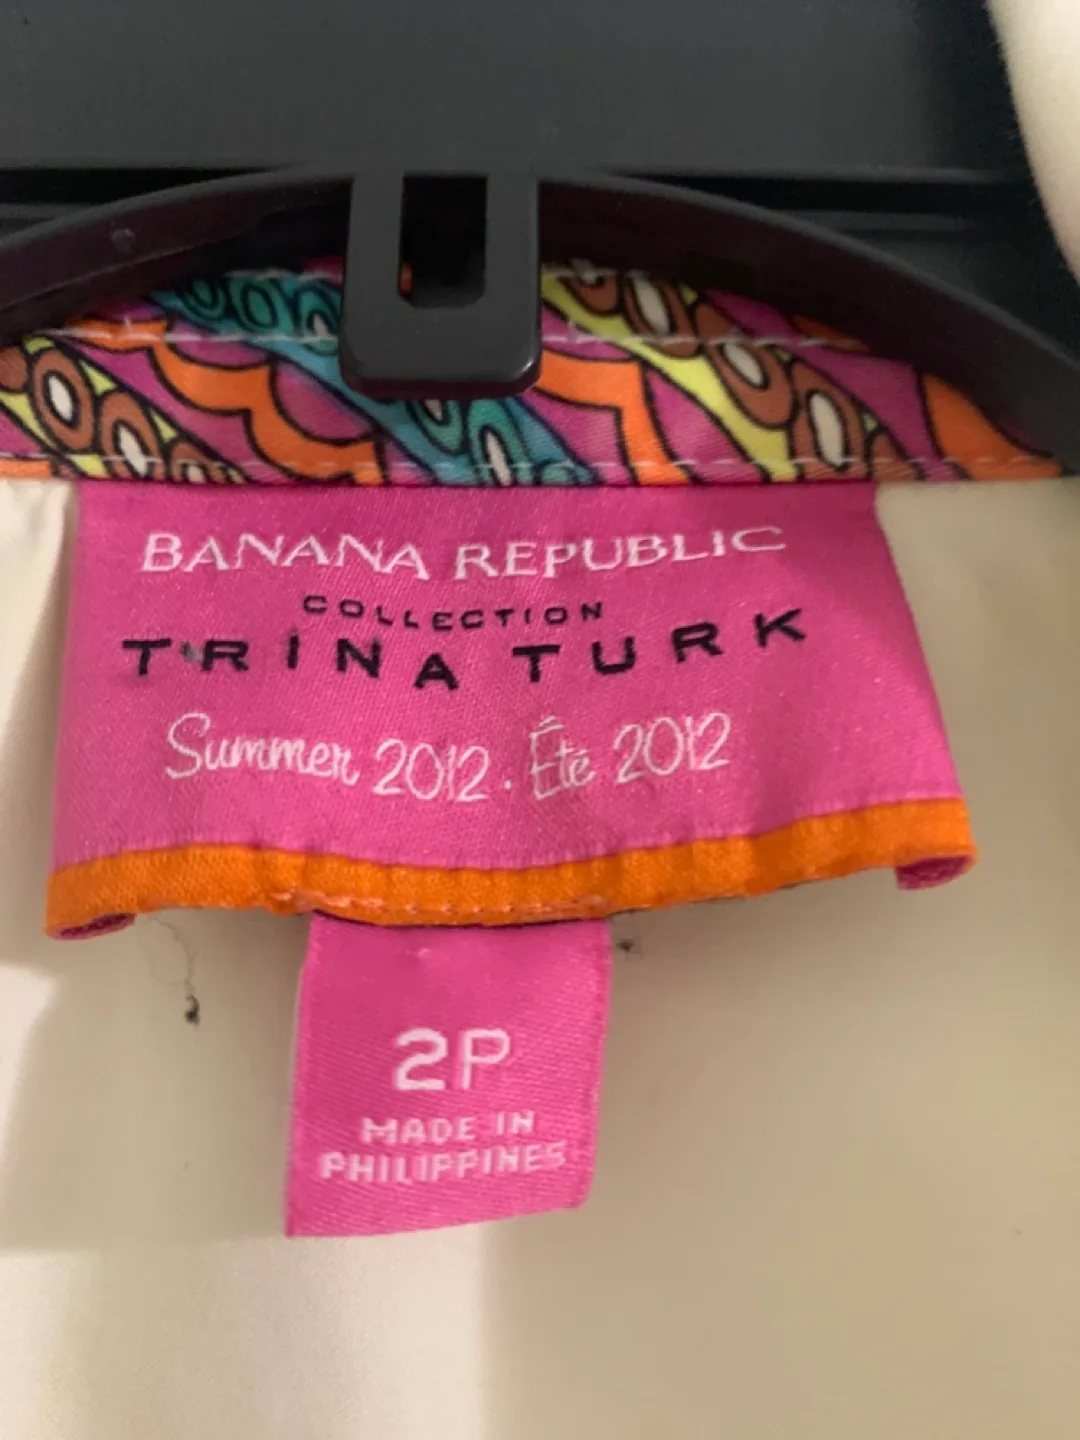 BANANA REPUBLIC
COLLECTION
TRINA TURK
Summer 2012 . Été 2012
2P
MADE IN
PHILIPPINES